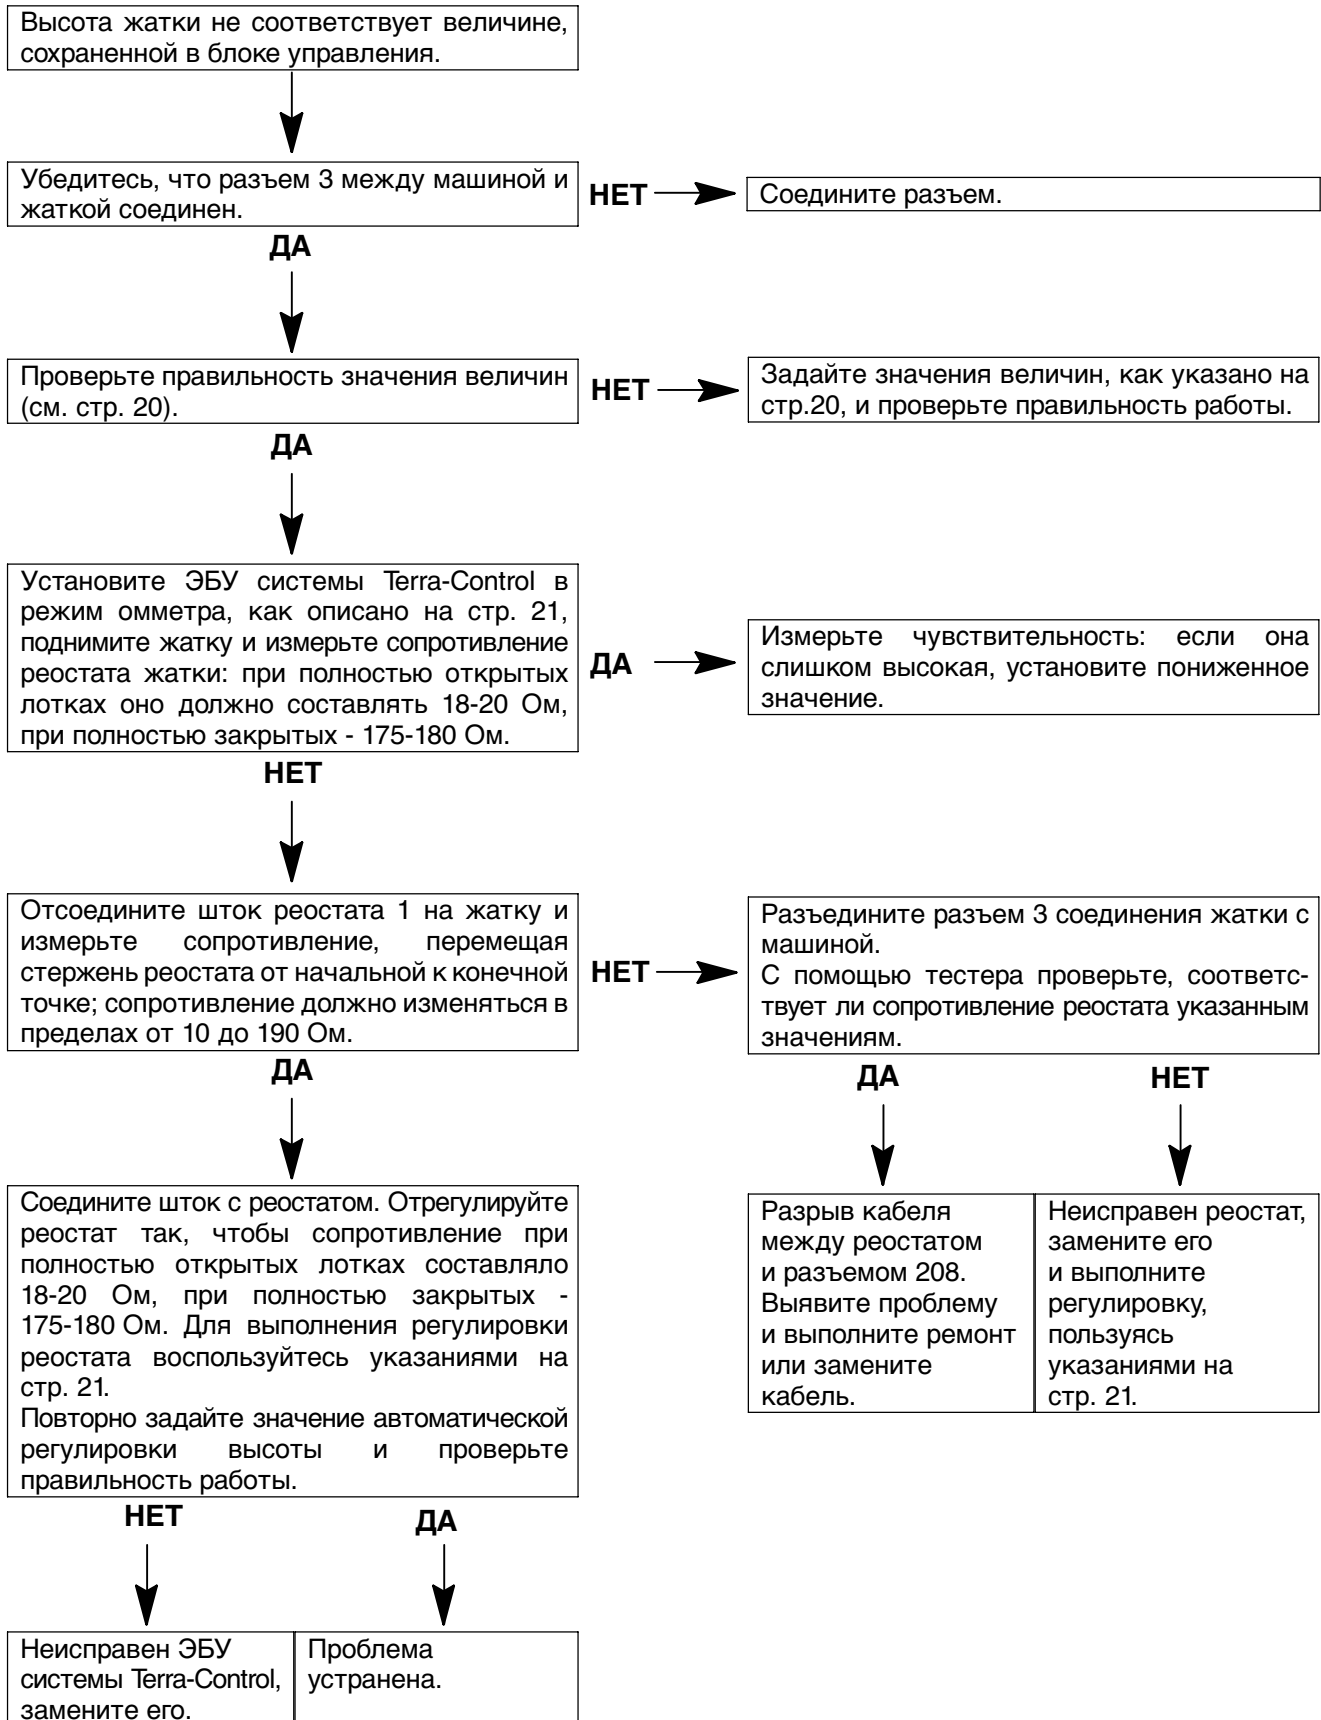 Высота жатки не соответствует величине,
сохраненной в блоке управления.
Убедитесь, что разъем 3 между машиной и
жаткой соединен.
НЕТ
Соедините разъем.
ДА
Проверьте правильность значения величин
(см. стр. 20).
НЕТ
Задайте значения величин, как указано на
стр.20, и проверьте правильность работы.
ДА
Установите ЭБУ системы Terra-Control в
режим омметра, как описано на стр. 21,
поднимите жатку и измерьте сопротивление
реостата жатки: при полностью открытых
лотках оно должно составлять 18-20 Ом,
при полностью закрытых - 175-180 Ом.
ДА
Измерьте чувствительность: если она
слишком высокая, установите пониженное
значение.
НЕТ
Отсоедините шток реостата 1 на жатку и
измерьте сопротивление, перемещая
стержень реостата от начальной к конечной
точке; сопротивление должно изменяться в
пределах от 10 до 190 Ом.
НЕТ
Разъедините разъем 3 соединения жатки с
машиной.
С помощью тестера проверьте, соответс-
твует ли сопротивление реостата указанным
значениям.
ДА
ДА
НЕТ
Соедините шток с реостатом. Отрегулируйте
реостат так, чтобы сопротивление при
полностью открытых лотках составляло
18-20 Ом, при полностью закрытых -
175-180 Ом. Для выполнения регулировки
реостата воспользуйтесь указаниями на
стр. 21.
Повторно задайте значение автоматической
регулировки высоты и проверьте
правильность работы.
Разрыв кабеля
между реостатом
и разъемом 208.
Выявите проблему
и выполните ремонт
или замените
кабель.
Неисправен реостат,
замените его
и выполните
регулировку,
пользуясь
указаниями на
стр. 21.
НЕТ
ДА
Неисправен ЭБУ
системы Terra-Control,
замените его.
Проблема
устранена.